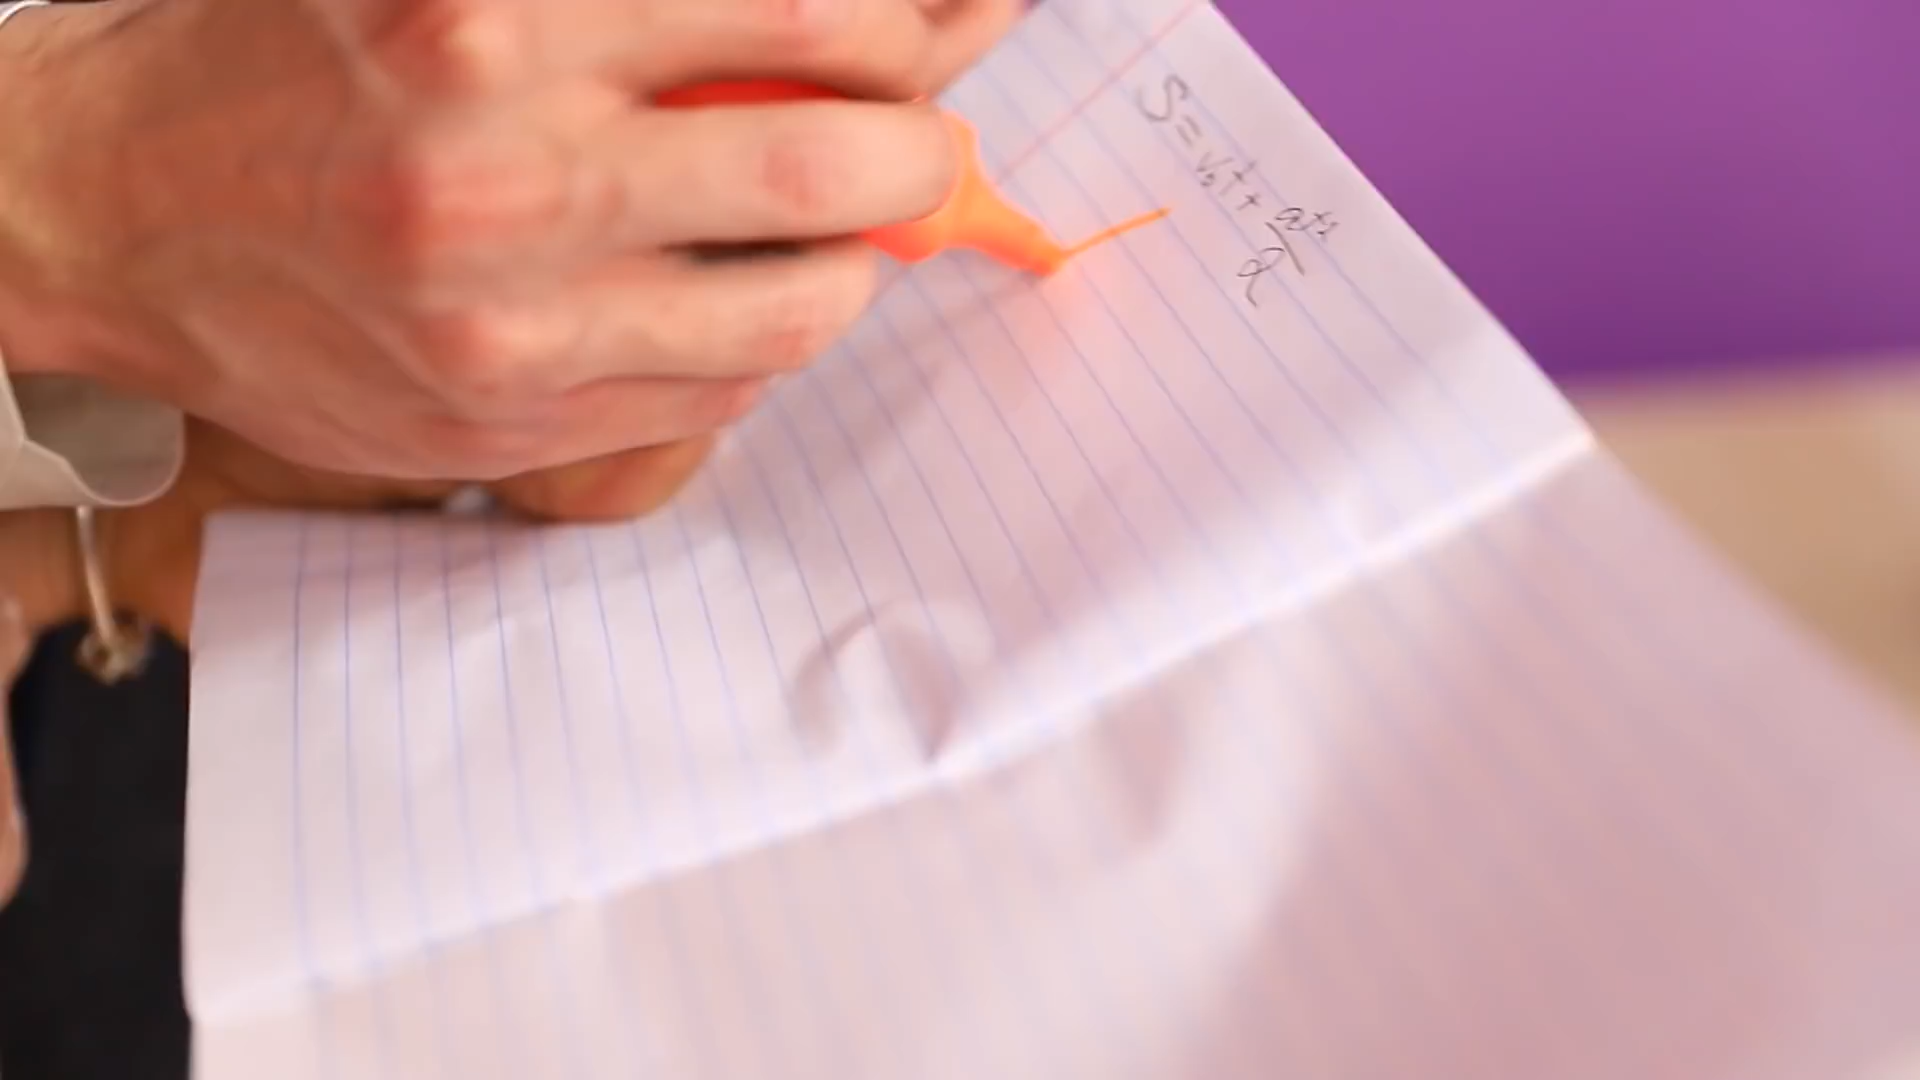 S = v₀t + at²/2